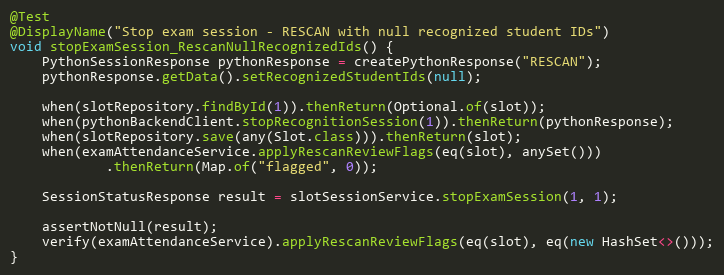 @Test
@DisplayName("Stop exam session - RESCAN with null recognized student IDs")
void stopExamSession_RescanNullRecognizedIds() {
    PythonSessionResponse pythonResponse = createPythonResponse("RESCAN");
    pythonResponse.getData().setRecognizedStudentIds(null);

    when(slotRepository.findById(1)).thenReturn(Optional.of(slot));
    when(pythonBackendClient.stopRecognitionSession(1)).thenReturn(pythonResponse);
    when(slotRepository.save(any(Slot.class))).thenReturn(slot);
    when(examAttendanceService.applyRescanReviewFlags(eq(slot), anySet()))
            .thenReturn(Map.of("flagged", 0));

    SessionStatusResponse result = slotSessionService.stopExamSession(1, 1);

    assertNotNull(result);
    verify(examAttendanceService).applyRescanReviewFlags(eq(slot), eq(new HashSet<>()));
}